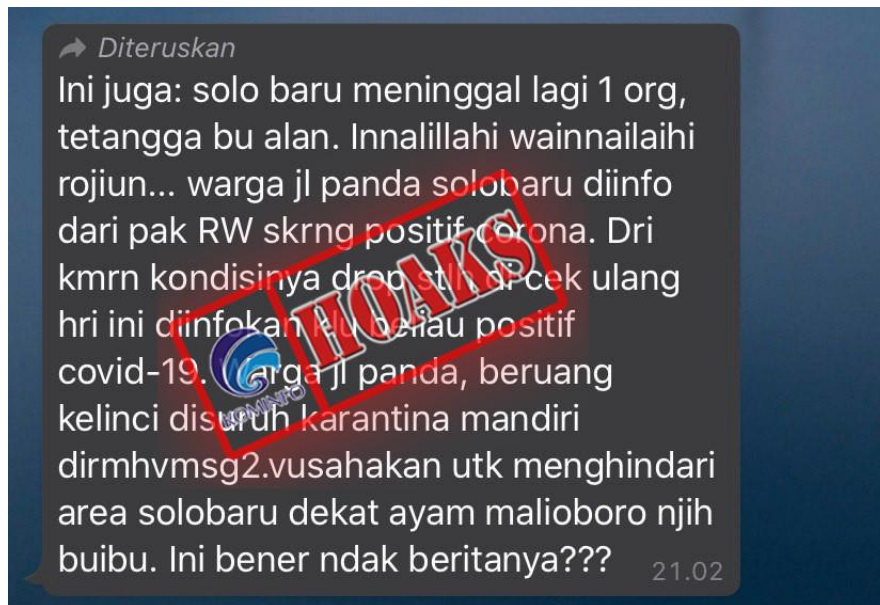 Diteruskan
Ini juga: solo baru meninggal lagi 1 org,
tetangga bu alan. Innalillahi wainnailaihi
rojiun... warga jl panda solobaru diinfo
dari pak RW skrng positif corona. Dri
kmrn kondisinya drop stlh di cek ulang
hri ini diinfokan klu beliau positif
covid-19. Warga jl panda, beruang
kelinci disuruh karantina mandiri
dirmhvmsg2.vusahakan utk menghindari
area solobaru dekat ayam malioboro njih
buibu. Ini bener ndak beritanya???
21.02
HOAKS
KOMINFO